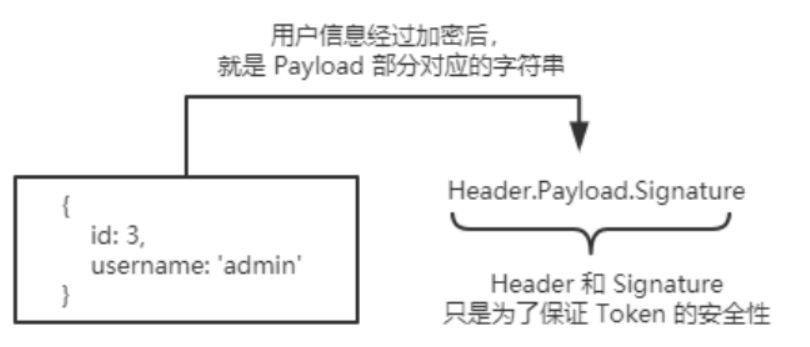 用户信息经过加密后，
就是 Payload 部分对应的字符串
{
id: 3,
username: 'admin'
}
Header.Payload.Signature
Header 和 Signature
只是为了保证 Token 的安全性